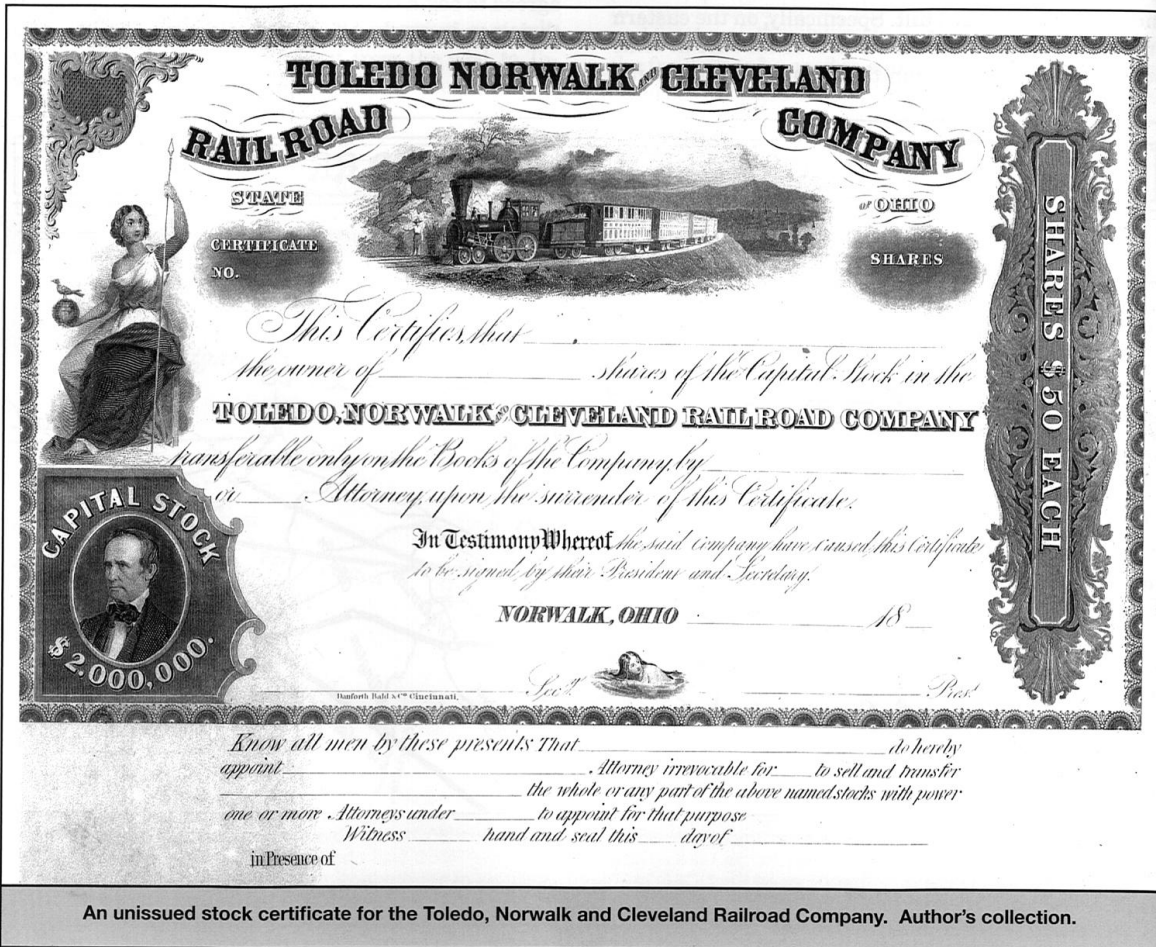 TOLEDO NORWALK AND CLEVELAND
RAILROAD COMPANY
STATE OF OHIO
CERTIFICATE
NO.
SHARES
This Certifies, that
the owner of shares of the Capital Stock in the
TOLEDO, NORWALK AND CLEVELAND RAILROAD COMPANY
transferable only on the Books of the Company, by
or Attorney, upon the surrender of this Certificate.
In Testimony Whereof the said Company have caused this Certificate
to be signed by their President and Secretary.
NORWALK, OHIO 18
Secy. Prest.
Danforth Bald & Co. Cincinnati.
CAPITAL STOCK
$2,000,000.
SHARES $50 EACH
Know all men by these presents That do hereby
appoint Attorney irrevocable for to sell and transfer
the whole or any part of the above named stocks with power
one or more Attorneys under to appoint for that purpose
Witness hand and seal this day of
in Presence of
An unissued stock certificate for the Toledo, Norwalk and Cleveland Railroad Company. Author's collection.